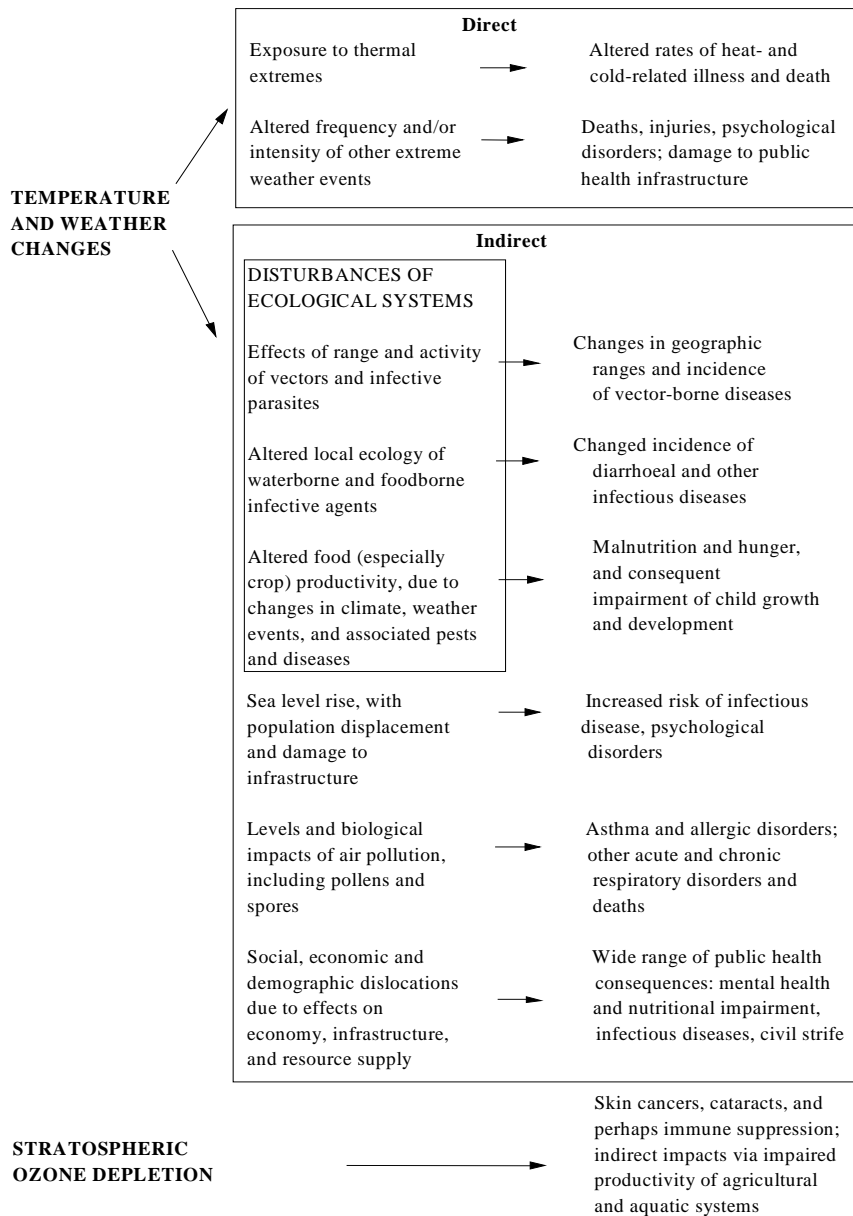 Direct
Exposure to thermal
extremes
Altered rates of heat- and
cold-related illness and death
Altered frequency and/or
intensity of other extreme
weather events
Deaths, injuries, psychological
disorders; damage to public
health infrastructure
TEMPERATURE
AND WEATHER
CHANGES
Indirect
DISTURBANCES OF
ECOLOGICAL SYSTEMS
Effects of range and activity
of vectors and infective
parasites
Changes in geographic
ranges and incidence
of vector-borne diseases
Altered local ecology of
waterborne and foodborne
infective agents
Changed incidence of
diarrhoeal and other
infectious diseases
Altered food (especially
crop) productivity, due to
changes in climate, weather
events, and associated pests
and diseases
Malnutrition and hunger,
and consequent
impairment of child growth
and development
Sea level rise, with
population displacement
and damage to
infrastructure
Increased risk of infectious
disease, psychological
disorders
Levels and biological
impacts of air pollution,
including pollens and
spores
Asthma and allergic disorders;
other acute and chronic
respiratory disorders and
deaths
Social, economic and
demographic dislocations
due to effects on
economy, infrastructure,
and resource supply
Wide range of public health
consequences: mental health
and nutritional impairment,
infectious diseases, civil strife
STRATOSPHERIC
OZONE DEPLETION
Skin cancers, cataracts, and
perhaps immune suppression;
indirect impacts via impaired
productivity of agricultural
and aquatic systems